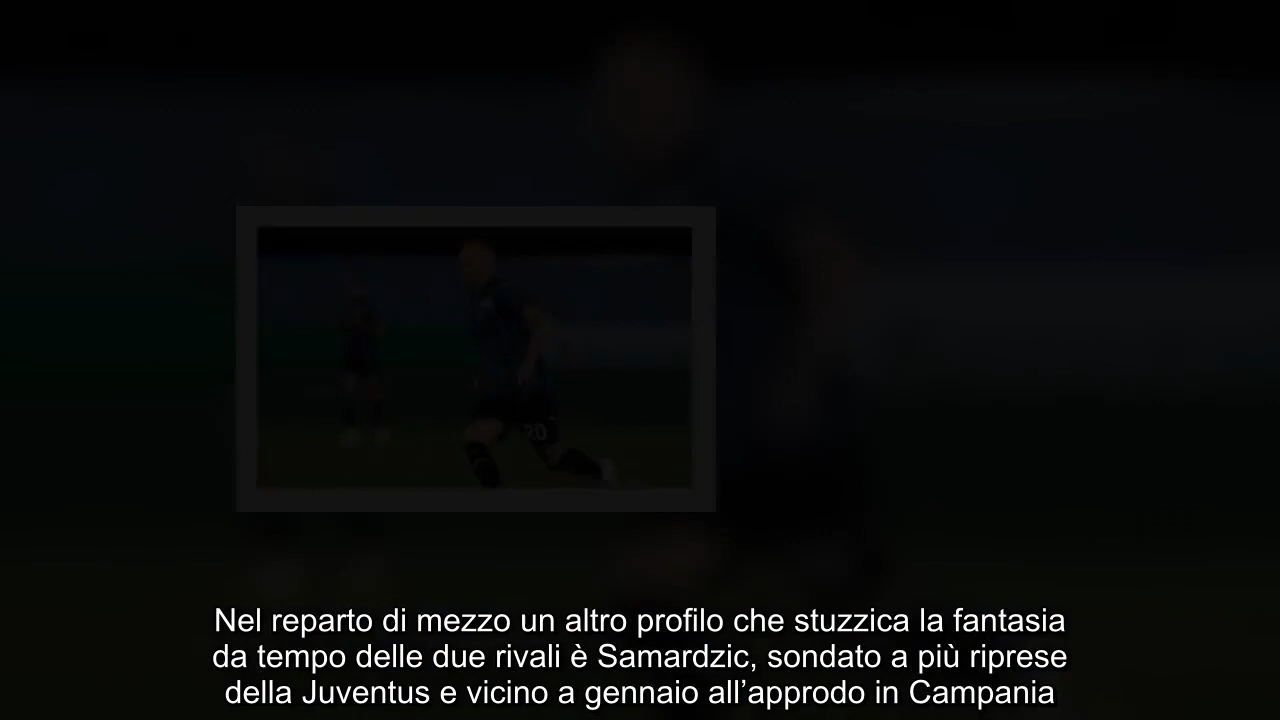 20
Nel reparto di mezzo un altro profilo che stuzzica la fantasia
da tempo delle due rivali è Samardzic, sondato a più riprese
della Juventus e vicino a gennaio all’approdo in Campania